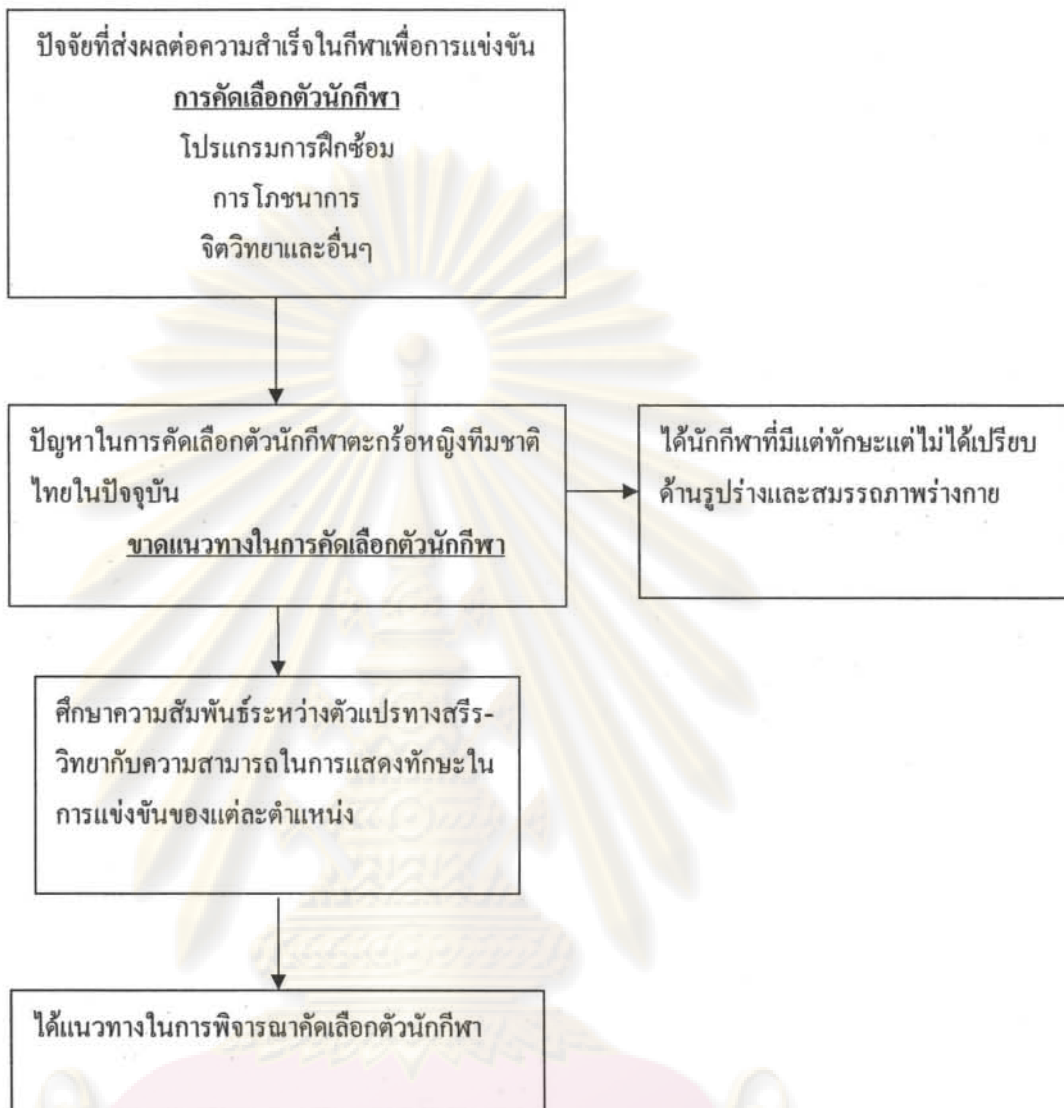 ปัจจัยที่ส่งผลต่อความสำเร็จในกีฬาเพื่อการแข่งขัน
การคัดเลือกตัวนักกีฬา
โปรแกรมการฝึกซ้อม
การโภชนาการ
จิตวิทยาและอื่นๆ
ปัญหาในการคัดเลือกตัวนักกีฬาตะกร้อหญิงทีมชาติ
ไทยในปัจจุบัน
ขาดแนวทางในการคัดเลือกตัวนักกีฬา
ได้นักกีฬาที่มีแต่ทักษะแต่ไม่ได้เปรียบ
ด้านรูปร่างและสมรรถภาพร่างกาย
ศึกษาความสัมพันธ์ระหว่างตัวแปรทางสรีร-
วิทยากับความสามารถในการแสดงทักษะใน
การแข่งขันของแต่ละตำแหน่ง
ได้แนวทางในการพิจารณาคัดเลือกตัวนักกีฬา